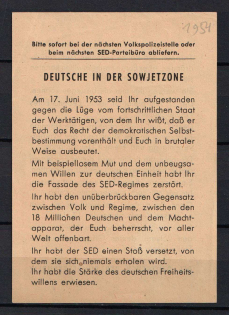 1954
Bitte sofort bei der nächsten Volkspolizeistelle oder
beim nächsten SED-Parteibüro abliefern.
DEUTSCHE IN DER SOWJETZONE
Am 17. Juni 1953 seid Ihr aufgestanden
gegen die Lüge vom fortschrittlichen Staat
der Werktätigen, von dem Ihr wißt, daß er
Euch das Recht der demokratischen Selbst-
bestimmung vorenthält und Euch in brutaler
Weise ausbeutet.
Mit beispiellosem Mut und dem unbeugsa-
men Willen zur deutschen Einheit habt Ihr
die Fassade des SED-Regimes zerstört.
Ihr habt den unüberbrückbaren Gegensatz
zwischen Volk und Regime, zwischen den
18 Millionen Deutschen und dem Macht-
apparat, der Euch beherrscht, vor aller
Welt offenbart.
Ihr habt der SED einen Stoß versetzt, von
dem sie sich niemals erholen wird.
Ihr habt die Stärke des deutschen Freiheits-
willens erwiesen.